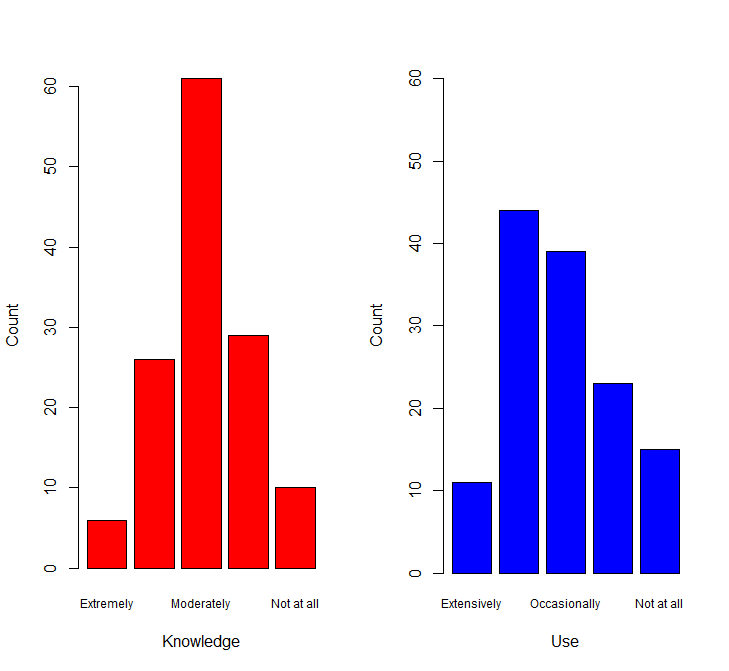 Count
60
50
40
30
20
10
0
Extremely
Moderately
Not at all
Knowledge
Count
60
50
40
30
20
10
0
Extensively
Occasionally
Not at all
Use